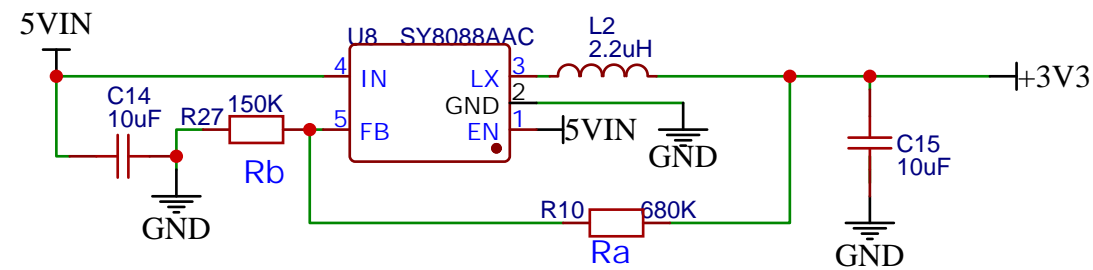 5VIN
U8 SY8088AAC
L2
2.2uH
4 IN LX 3
GND 2
5 FB EN 1
5VIN
GND
+3V3
C14
10uF
R27 150K
Rb
GND
R10 680K
Ra
C15
10uF
GND